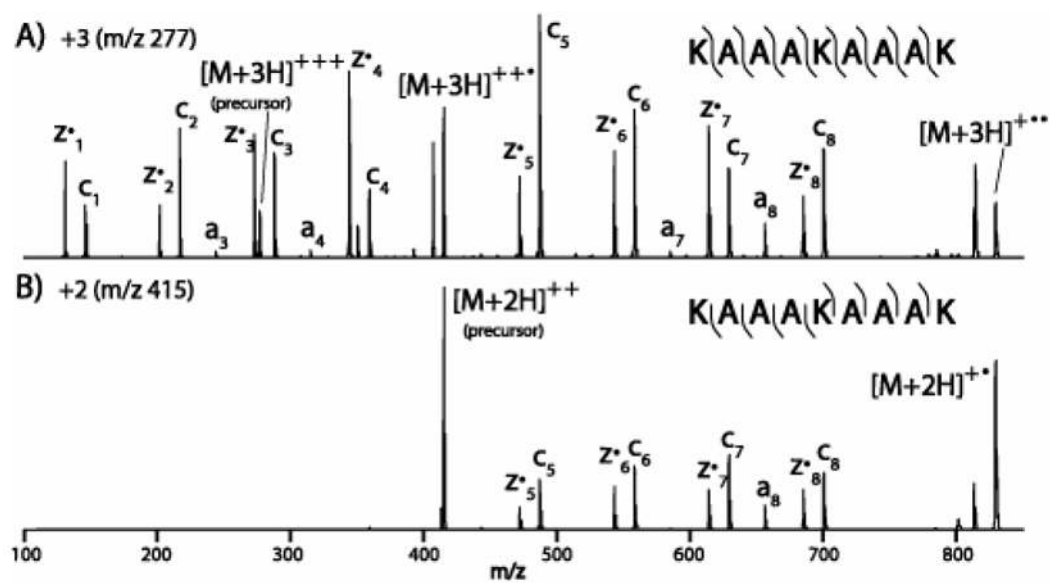 A) +3 (m/z 277)
[M+3H]+++
(precursor)
z•1
c1
z•2
c2
a3
z•3
c3
a4
z•4
c4
[M+3H]++•
z•5
c5
z•6
c6
a7
z•7
c7
a8
z•8
c8
KAAAKAAAK
[M+3H]+••
B) +2 (m/z 415)
[M+2H]++
(precursor)
z•5
c5
z•6
c6
z•7
c7
a8
z•8
c8
KAAAKAAAK
[M+2H]+•
100 200 300 400 500 600 700 800
m/z